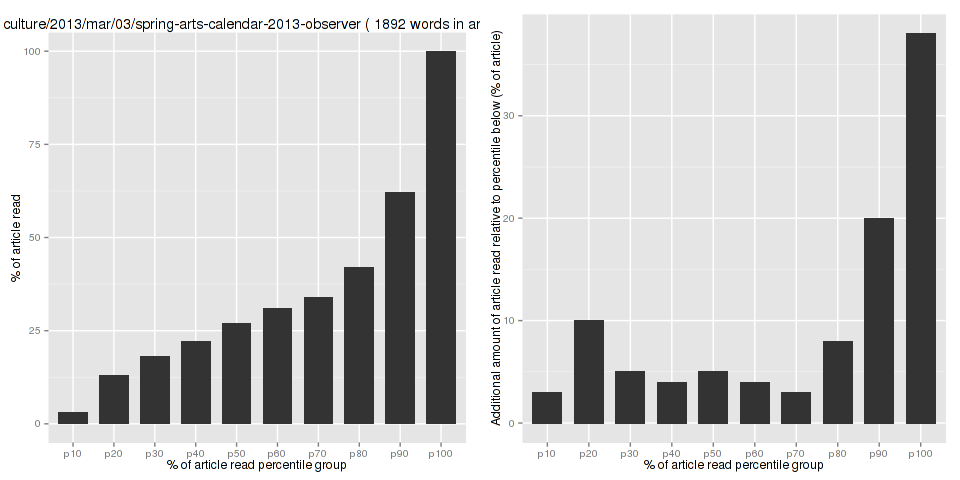 culture/2013/mar/03/spring-arts-calendar-2013-observer ( 1892 words in ar
% of article read
100
75
50
25
0
p10 p20 p30 p40 p50 p60 p70 p80 p90 p100
% of article read percentile group
Additional amount of article read relative to percentile below (% of article)
30
20
10
0
p10 p20 p30 p40 p50 p60 p70 p80 p90 p100
% of article read percentile group